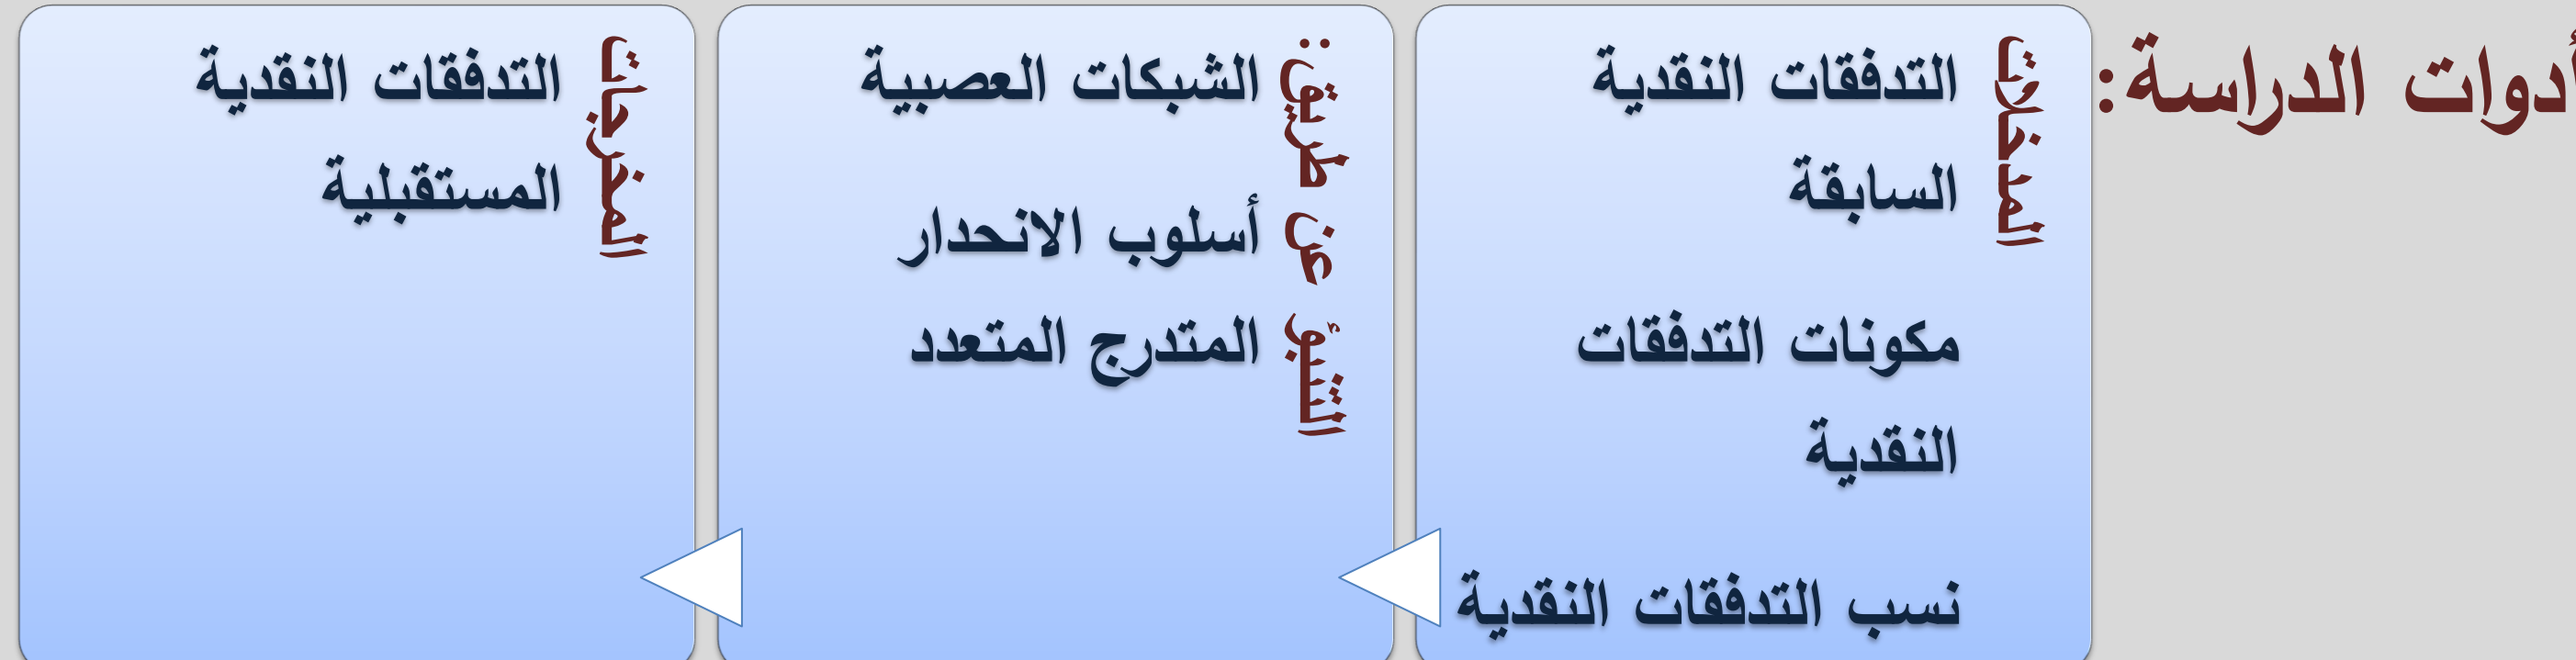 أدوات الدراسة:
المدخلات
التدفقات النقدية
السابقة
مكونات التدفقات
النقدية
نسب التدفقات النقدية
التنبؤ عن طريق:
الشبكات العصبية
أسلوب الانحدار
المتدرج المتعدد
المخرجات
التدفقات النقدية
المستقبلية